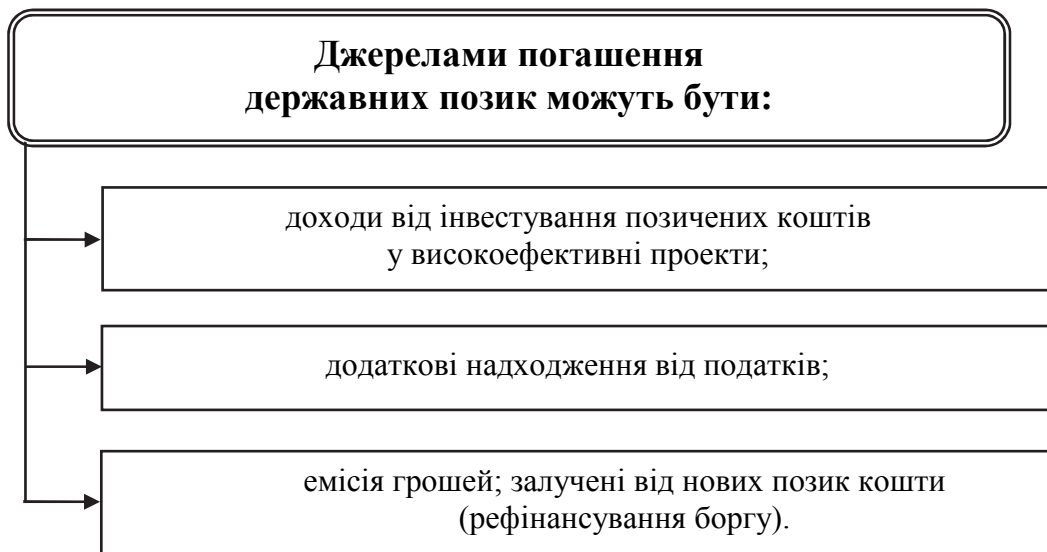 Джерелами погашення
державних позик можуть бути:
доходи від інвестування позичених коштів
у високоефективні проекти;
додаткові надходження від податків;
емісія грошей; залучені від нових позик кошти
(рефінансування боргу).